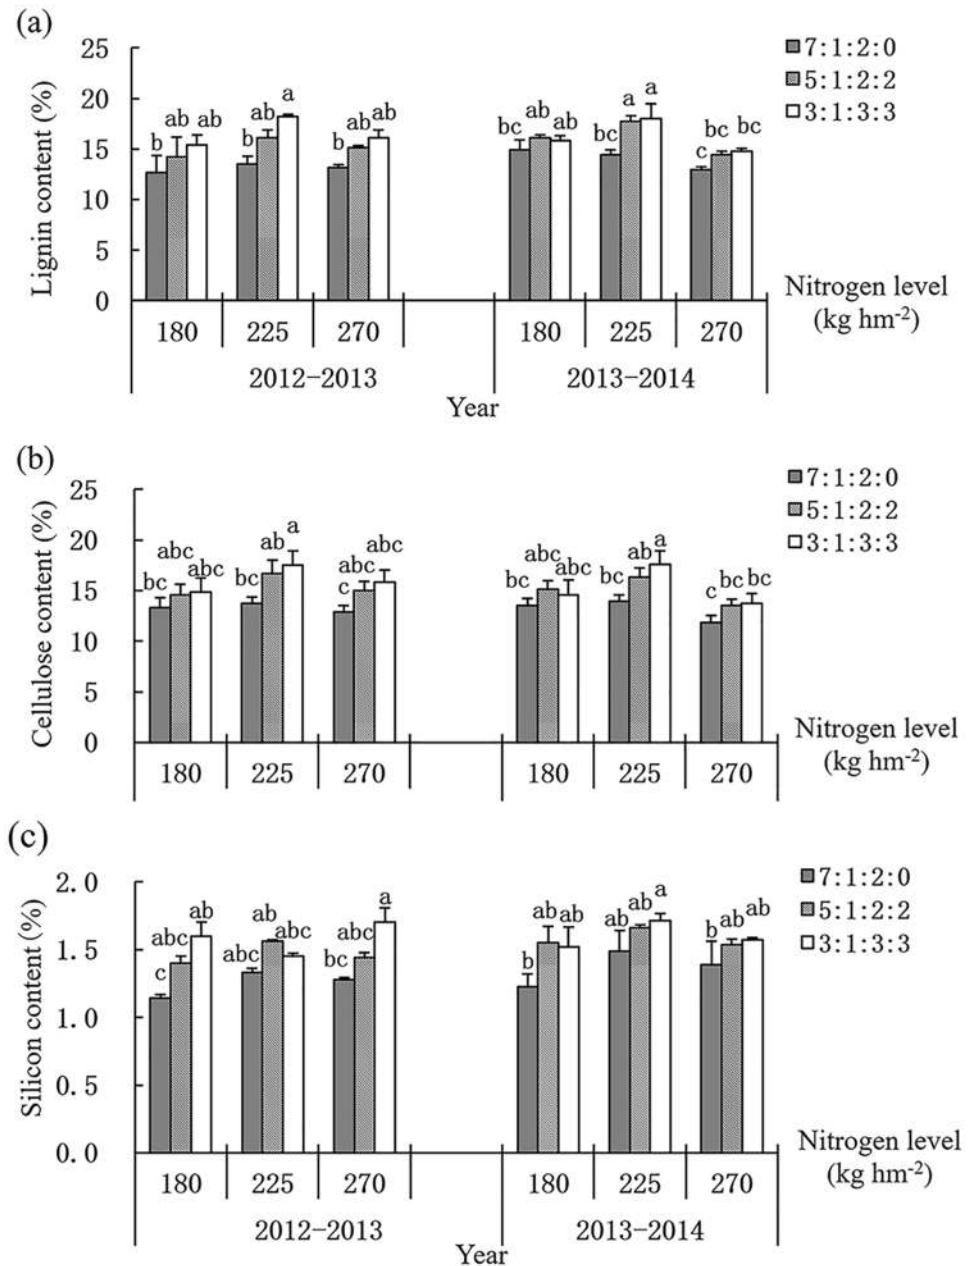 (a)
25
20
15
10
5
0
Lignin content (%)
b ab ab b ab a b ab ab bc ab ab bc a a c bc bc
7:1:2:0
5:1:2:2
3:1:3:3
180 225 270 180 225 270
2012-2013 2013-2014
Year
Nitrogen level
(kg hm-2)
(b)
25
20
15
10
5
0
Cellulose content (%)
bc abc abc bc ab a c abc abc bc abc abc bc ab a c bc bc
7:1:2:0
5:1:2:2
3:1:3:3
180 225 270 180 225 270
Nitrogen level
(kg hm-2)
(c)
2.0
1.5
1.0
0.5
0.0
Silicon content (%)
c abc ab abc ab abc bc abc a b ab ab ab ab a b ab ab
7:1:2:0
5:1:2:2
3:1:3:3
180 225 270 180 225 270
2012-2013 2013-2014
Year
Nitrogen level
(kg hm-2)